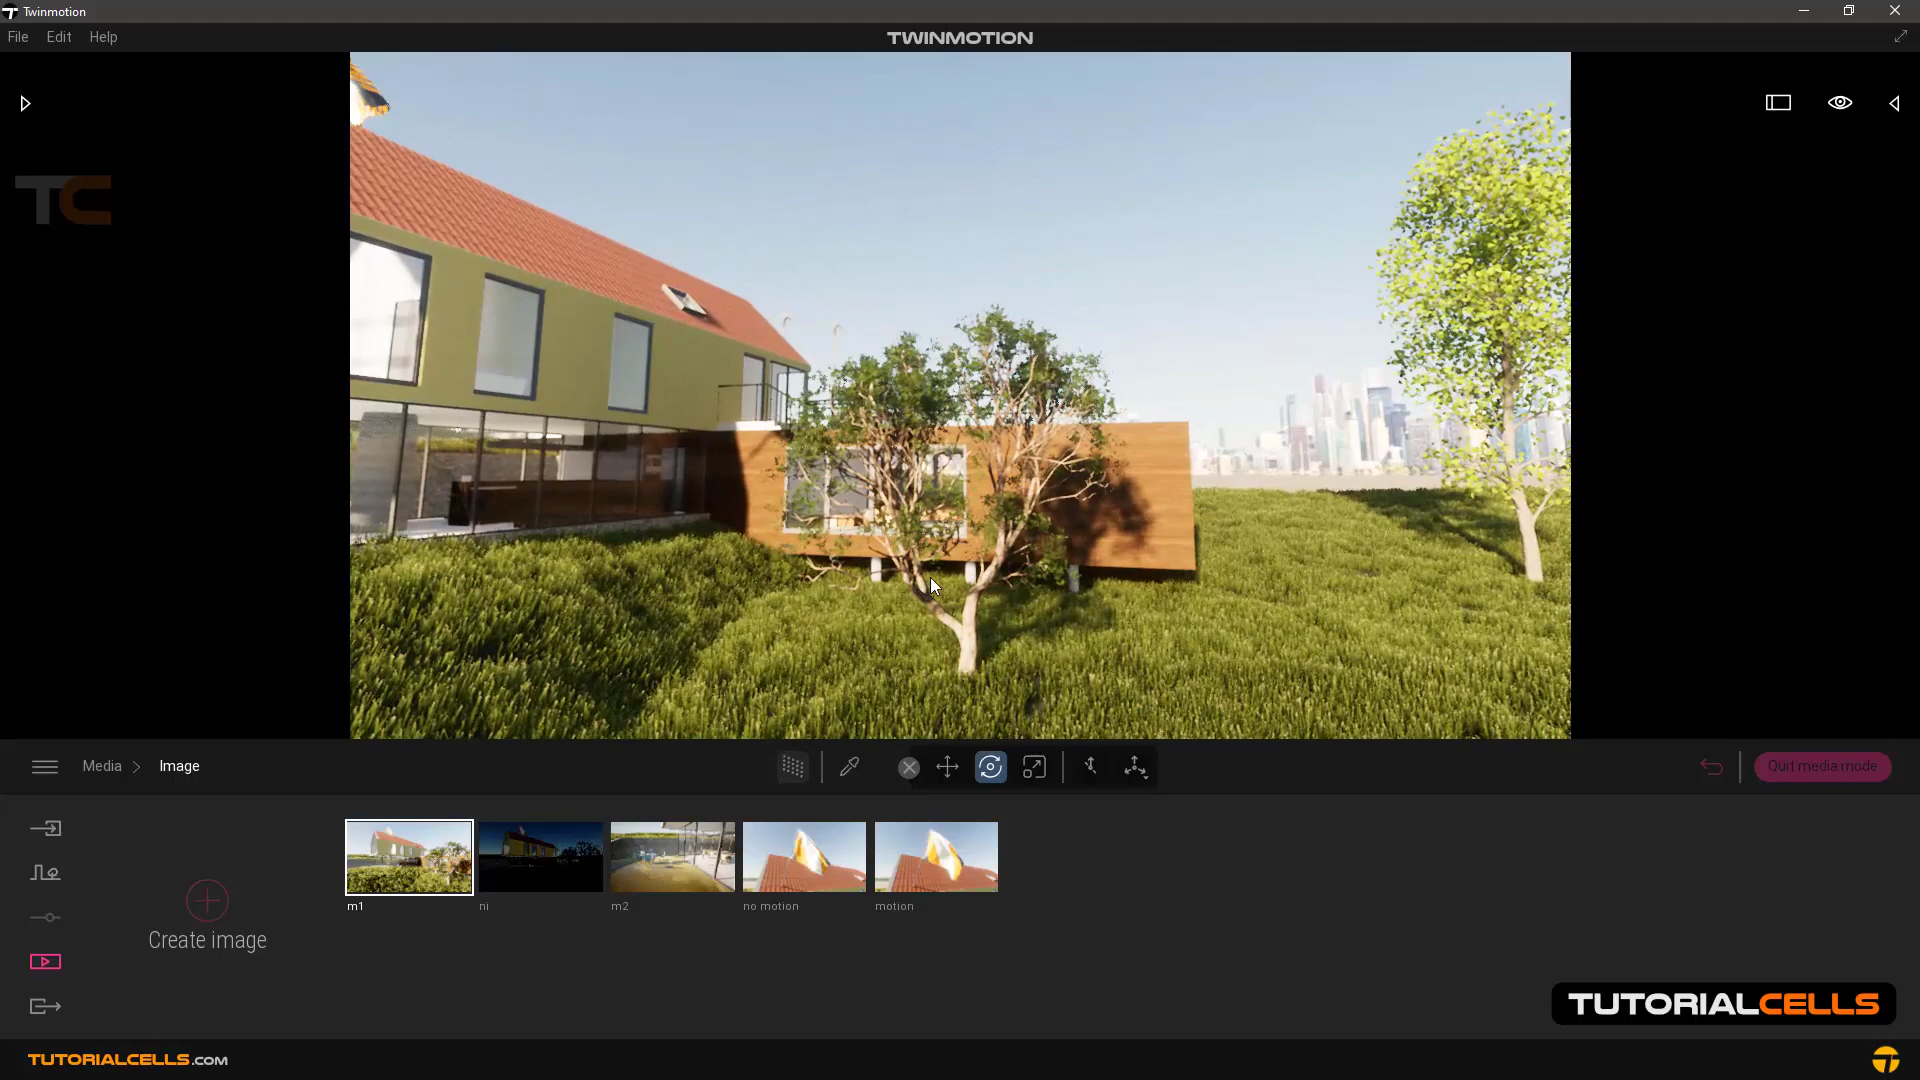 Twinmotion
File Edit Help
TWINMOTION
TC
Media Image
Quit media mode
Create image
m1
ni
m2
no motion
motion
TUTORIALCELLS
TUTORIALCELLS.COM